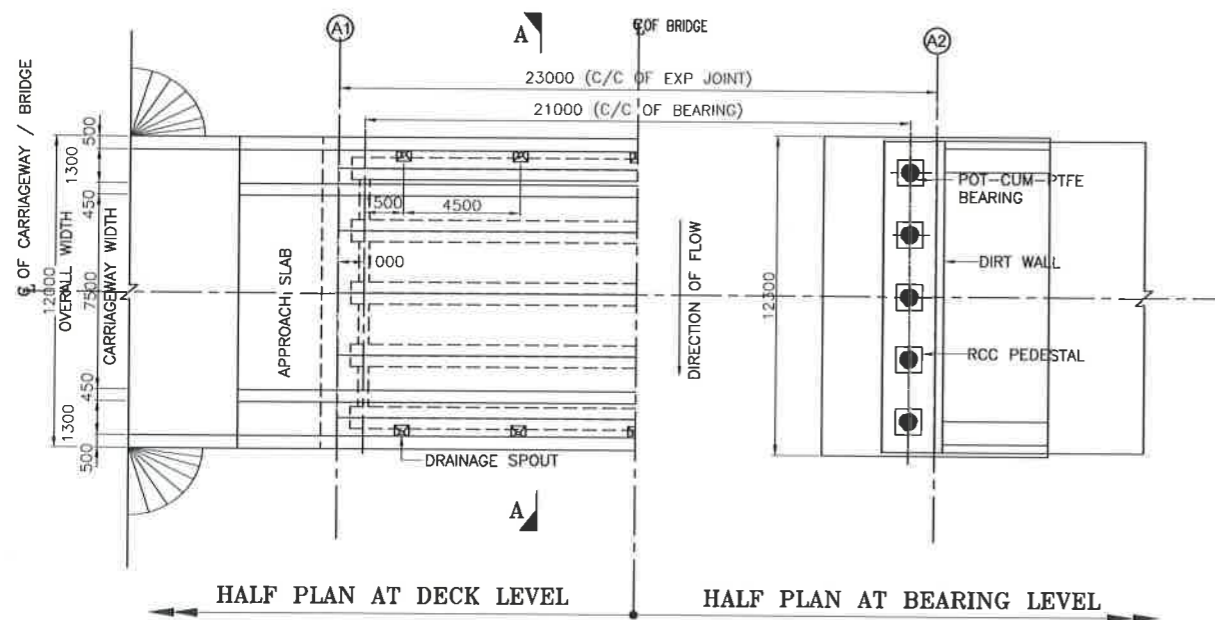 A1
A
℄ OF BRIDGE
A2
23000 (C/C OF EXP JOINT)
21000 (C/C OF BEARING)
℄ OF CARRIAGEWAY / BRIDGE
12000
OVERALL WIDTH
500
1300
450
7500
CARRIAGEWAY WIDTH
450
1300
500
APPROACH SLAB
1500
4500
1000
DRAINAGE SPOUT
DIRECTION OF FLOW
12300
POT-CUM-PTFE
BEARING
DIRT WALL
RCC PEDESTAL
A
HALF PLAN AT DECK LEVEL
HALF PLAN AT BEARING LEVEL